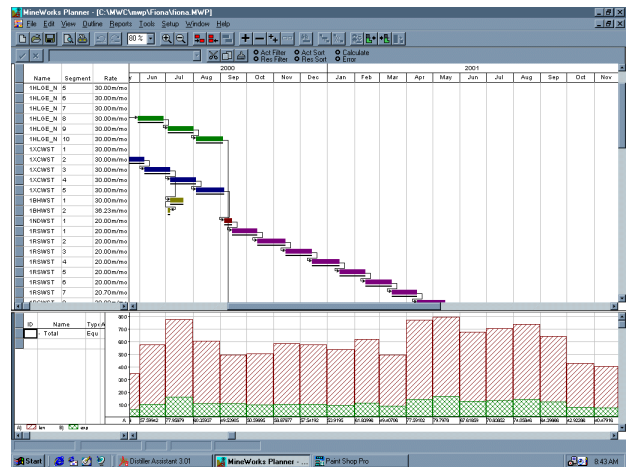 MineWorks Planner - [C:\MWC\mwp\Fiona\fiona.MWP]
File Edit View Outline Reports Tools Setup Window Help
80 %
Act Filter Act Sort Calculate
Res Filter Res Sort Error
2000 2001
Name Segment Rate Jun Jul Aug Sep Oct Nov Dec Jan Feb Mar Apr May Jun Jul Aug Sep Oct Nov
1HLGE_N 5 30.00m/mo
1HLGE_N 6 30.00m/mo
1HLGE_N 7 30.00m/mo
1HLGE_N 8 30.00m/mo
1HLGE_N 9 30.00m/mo
1HLGE_N 10 30.00m/mo
1XCWST 1 30.00m/mo
1XCWST 2 30.00m/mo
1XCWST 3 30.00m/mo
1XCWST 4 30.00m/mo
1XCWST 5 30.00m/mo
1BHWST 1 30.00m/mo
1BHWST 2 36.23m/mo
1NDWST 1 20.00m/mo
1RSWST 1 20.00m/mo
1RSWST 2 20.00m/mo
1RSWST 3 20.00m/mo
1RSWST 4 20.00m/mo
1RSWST 5 20.00m/mo
1RSWST 6 20.00m/mo
1RSWST 7 20.70m/mo
ID Name Type
- Total Equ
800
700
600
500
400
300
200
100
A
A) B)
Start Distiller Assistant 3.01 MineWorks Planner - ... Paint Shop Pro 8:43 AM